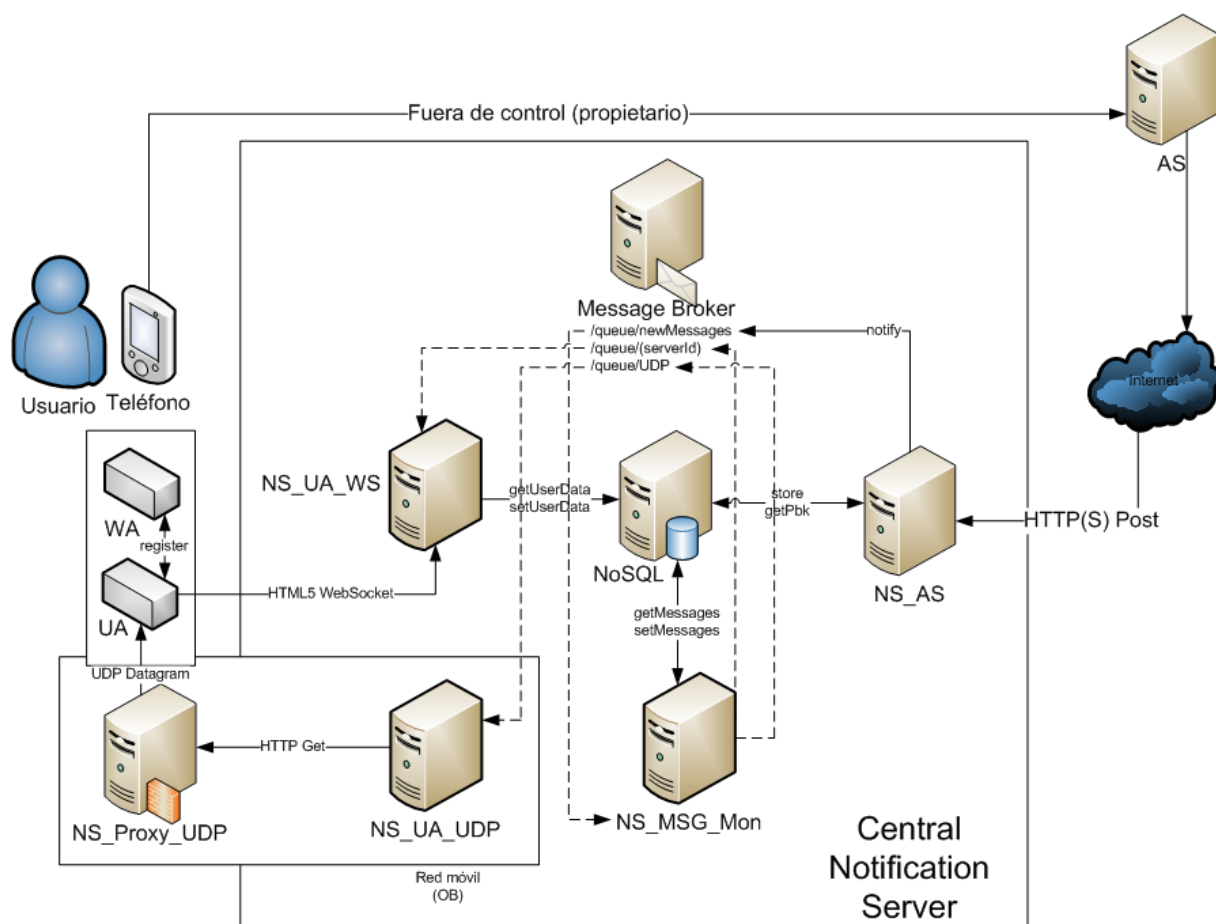 Fuera de control (propietario)
AS
Message Broker
/queue/newMessages
/queue/(serverId)
/queue/UDP
notify
Internet
Usuario
Teléfono
NS_UA_WS
getUserData
setUserData
store
getPbk
HTTP(S) Post
WA
register
NoSQL
NS_AS
UA
HTML5 WebSocket
getMessages
setMessages
UDP Datagram
HTTP Get
NS_Proxy_UDP
NS_UA_UDP
NS_MSG_Mon
Central
Notification
Server
Red móvil
(OB)